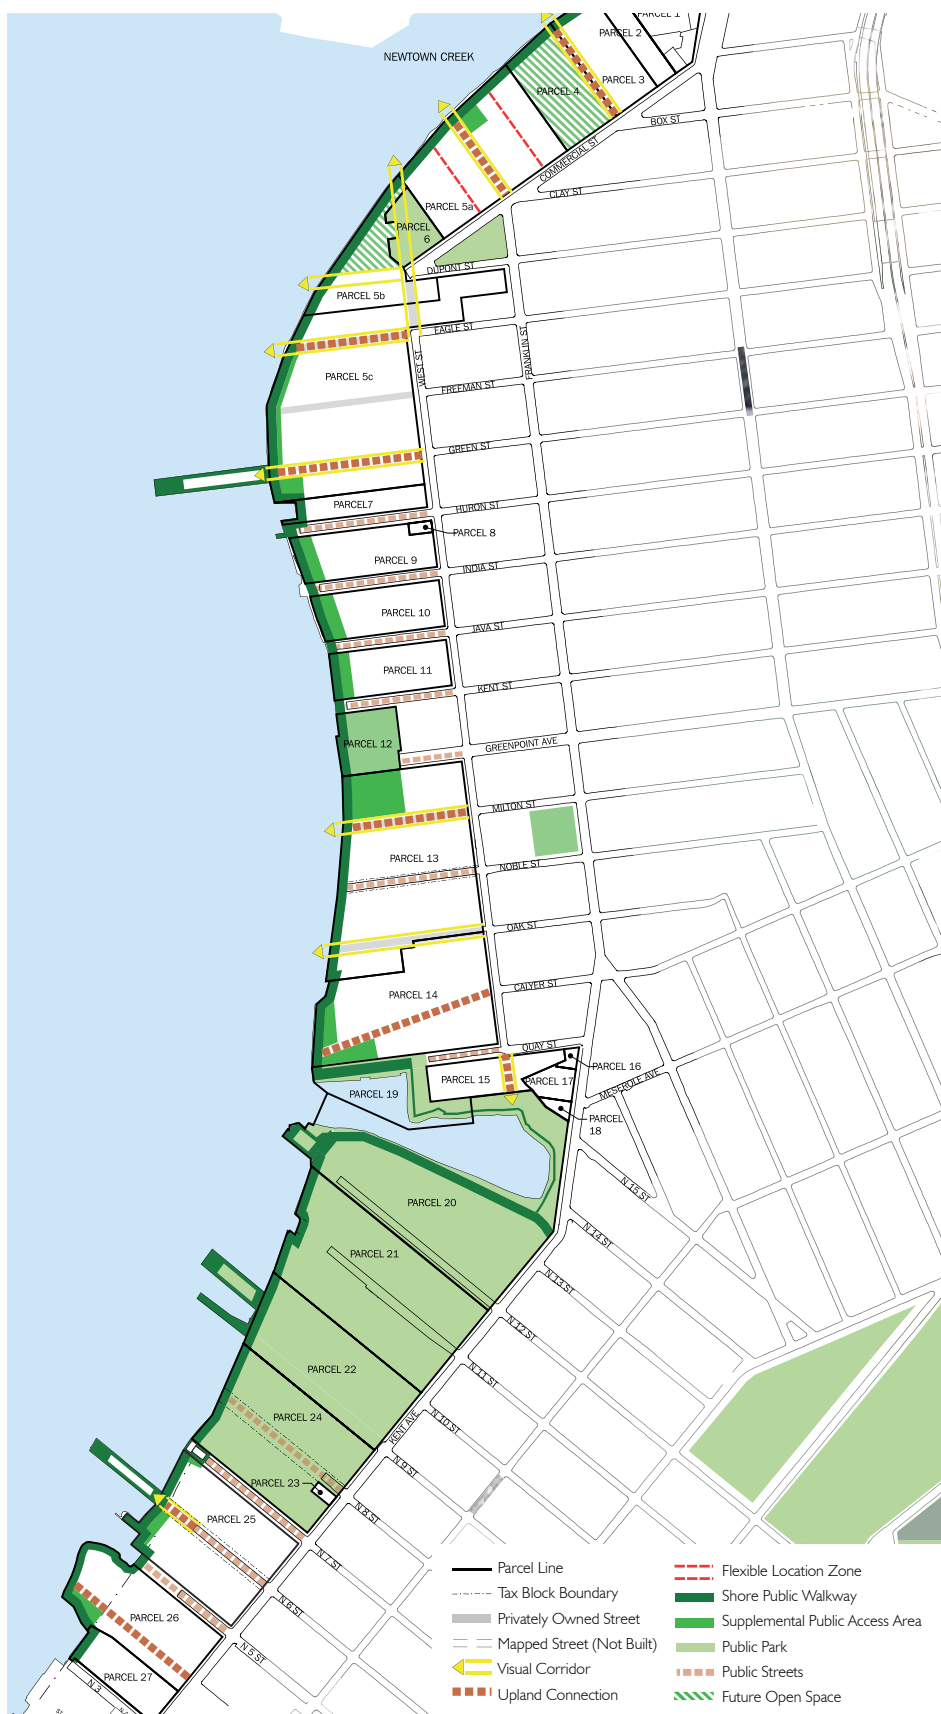 PARCEL 1
PARCEL 2
NEWTOWN CREEK
PARCEL 3
PARCEL 4
BOX ST
COMMERCIAL ST
CLAY ST
PARCEL 5a
PARCEL
6
DUPONT ST
PARCEL 5b
EAGLE ST
FRANKLIN ST
WEST ST
PARCEL 5c
FREEMAN ST
GREEN ST
PARCEL7
HURON ST
PARCEL 8
PARCEL 9
INDIA ST
PARCEL 10
JAVA ST
PARCEL 11
KENT ST
PARCEL 12
GREENPOINT AVE
MILTON ST
PARCEL 13
NOBLE ST
OAK ST
CALYER ST
PARCEL 14
QUAY ST
PARCEL 16
PARCEL 15
PARCEL 17
MESEROLE AVE
PARCEL 19
PARCEL
18
N 15 ST
PARCEL 20
N 14 ST
PARCEL 21
N 13 ST
N 12 ST
PARCEL 22
N 11 ST
PARCEL 24
N 10 ST
KENT AVE
N 9 ST
PARCEL 23
N 8 ST
PARCEL 25
N 7 ST
N 6 ST
PARCEL 26
N 5 ST
PARCEL 27
N 3
Parcel Line
Tax Block Boundary
Privately Owned Street
Mapped Street (Not Built)
Visual Corridor
Upland Connection
Flexible Location Zone
Shore Public Walkway
Supplemental Public Access Area
Public Park
Public Streets
Future Open Space